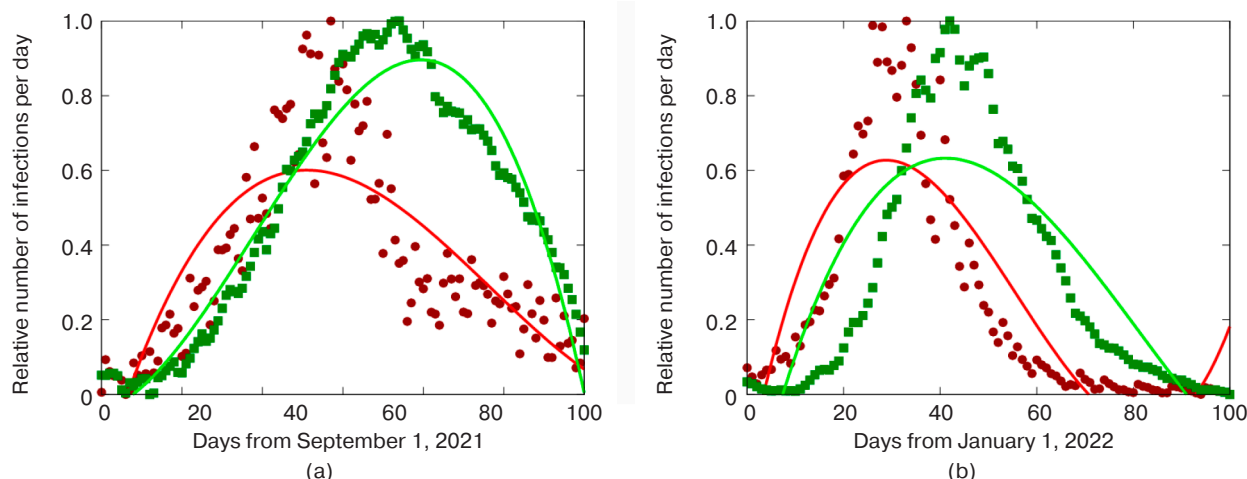 Relative number of infections per day
1.0
0.8
0.6
0.4
0.2
0
0 20 40 60 80 100
Days from September 1, 2021
(a)
Relative number of infections per day
1.0
0.8
0.6
0.4
0.2
0
0 20 40 60 80 100
Days from January 1, 2022
(b)